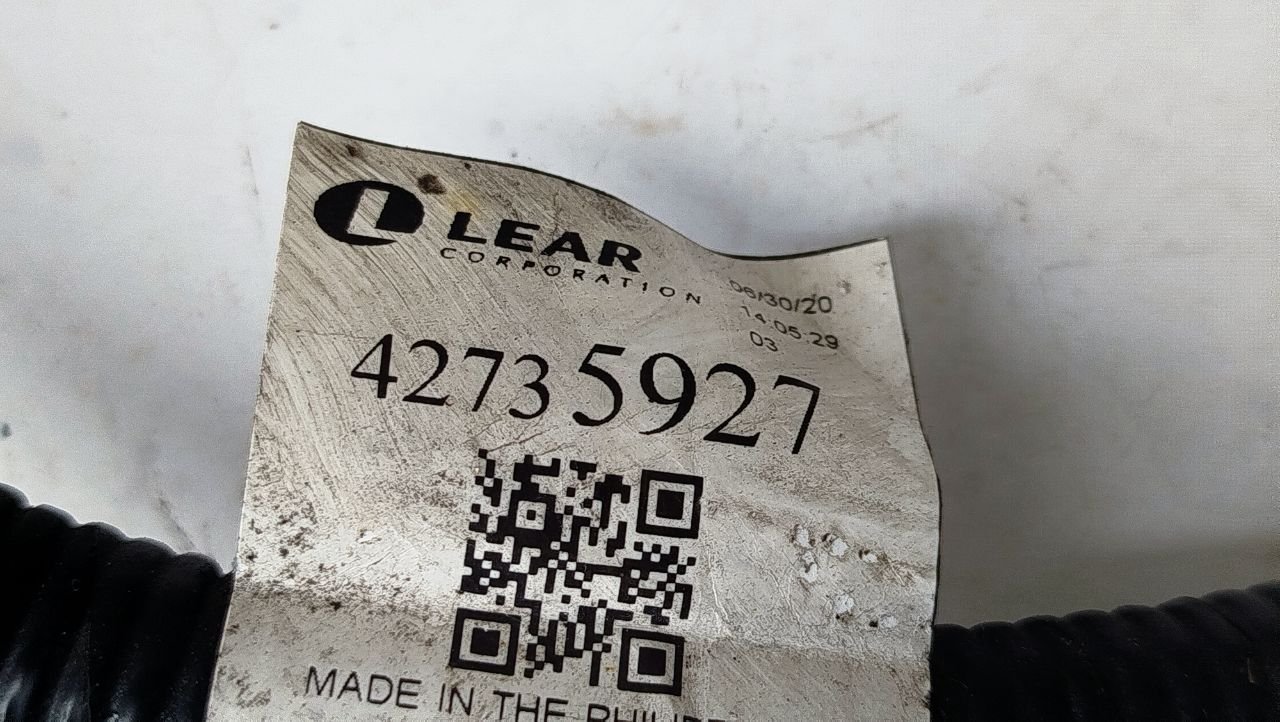 LEAR
CORPORATION
06/30/20
14:05:29
03
42735927
MADE IN THE